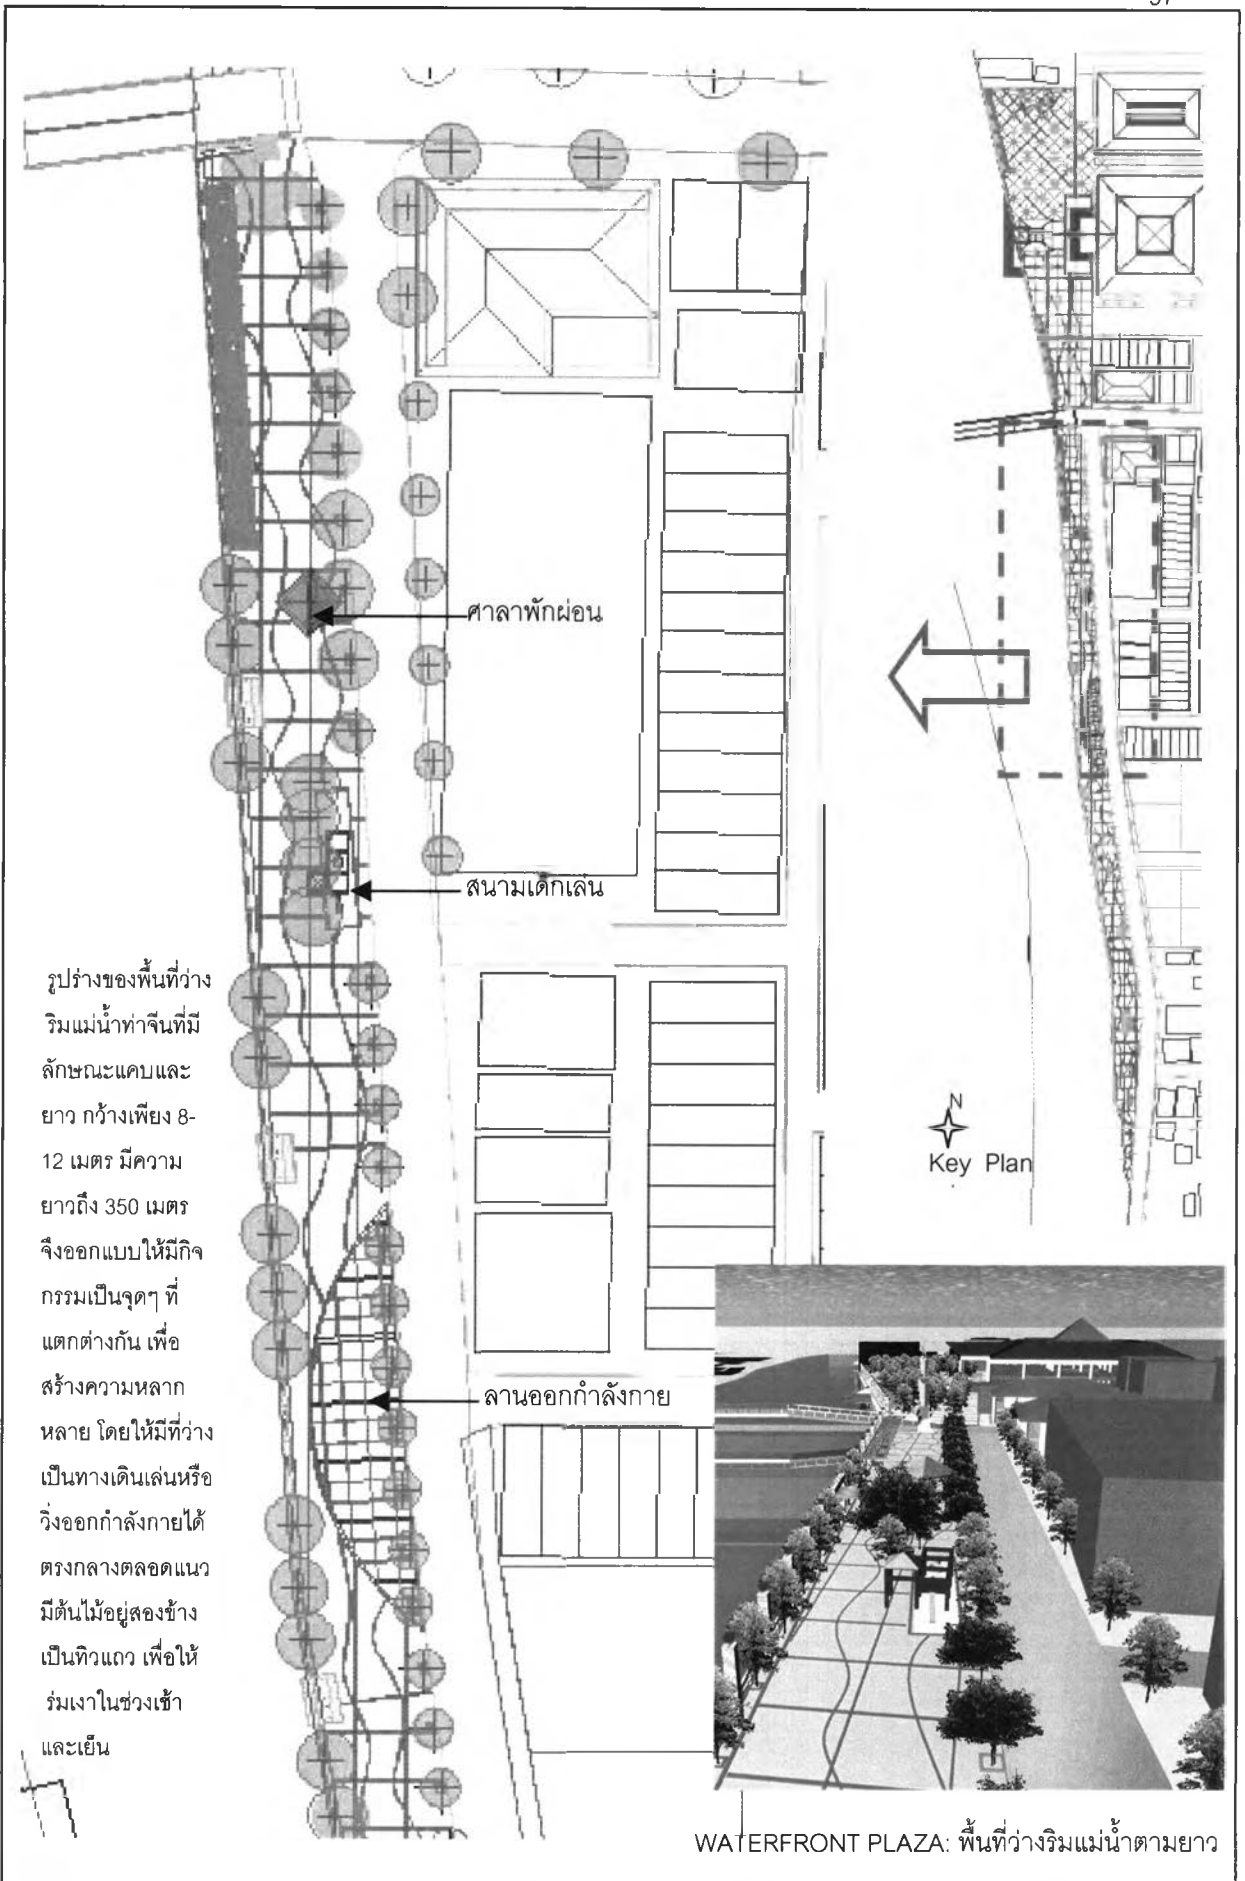 ศาลาพักผ่อน
สนามเด็กเล่น
รูปร่างของพื้นที่ว่าง
ริมแม่น้ำท่าจีนที่มี
ลักษณะแคบและ
ยาว กว้างเพียง 8-
12 เมตร มีความ
ยาวถึง 350 เมตร
จึงออกแบบให้มีกิจ
กรรมเป็นจุดๆ ที่
แตกต่างกัน เพื่อ
สร้างความหลาก
หลาย โดยให้มีที่ว่าง
เป็นทางเดินเล่นหรือ
วิ่งออกกำลังกายได้
ตรงกลางตลอดแนว
มีต้นไม้อยู่สองข้าง
เป็นทิวแถว เพื่อให้
ร่มเงาในช่วงเช้า
และเย็น
ลานออกกำลังกาย
N
Key Plan
WATERFRONT PLAZA: พื้นที่ว่างริมแม่น้ำตามยาว